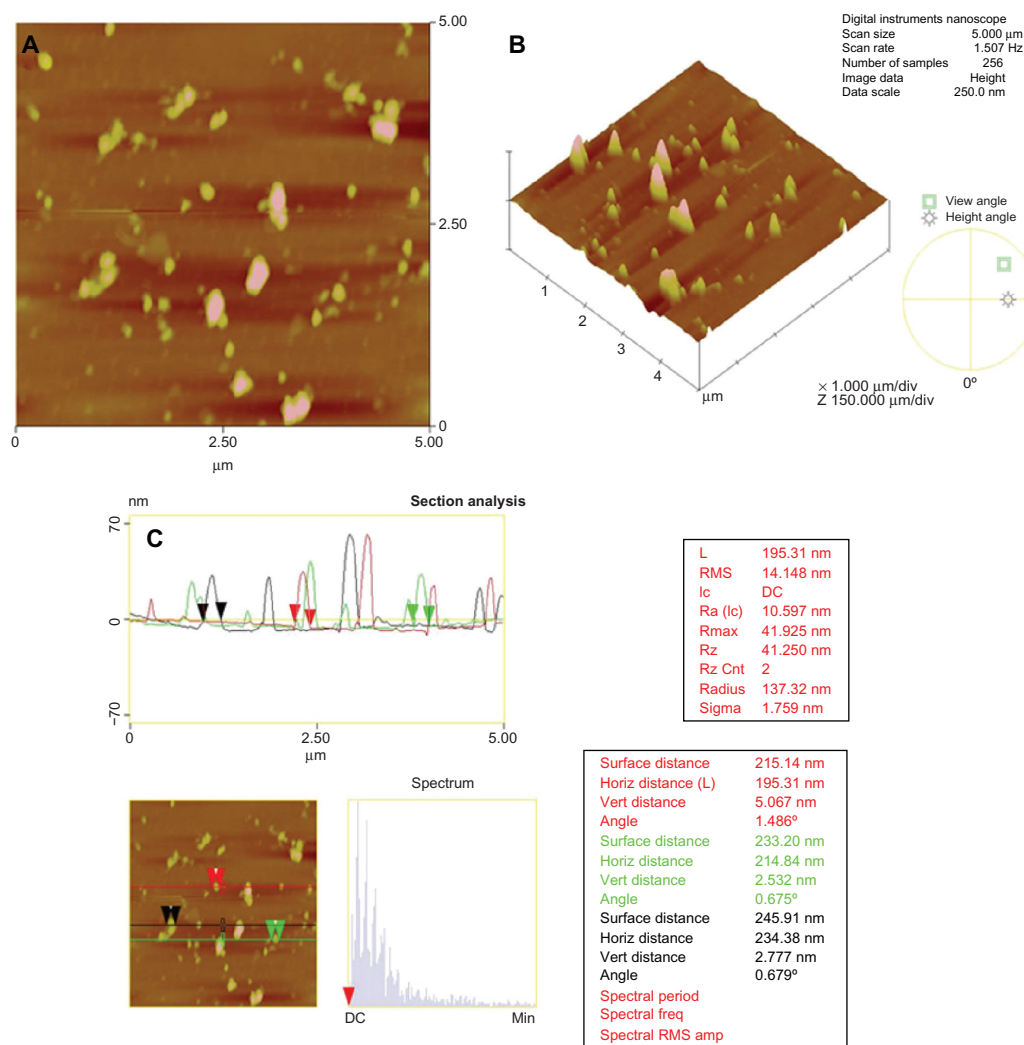 A
5.00
2.50
0
0
2.50
5.00
μm
B
Digital instruments nanoscope
Scan size 5.000 μm
Scan rate 1.507 Hz
Number of samples 256
Image data Height
Data scale 250.0 nm
View angle
Height angle
0º
1
2
3
4
μm
× 1.000 μm/div
Z 150.000 μm/div
nm
Section analysis
C
70
0
−70
0
2.50
5.00
μm
L 195.31 nm
RMS 14.148 nm
lc DC
Ra (lc) 10.597 nm
Rmax 41.925 nm
Rz 41.250 nm
Rz Cnt 2
Radius 137.32 nm
Sigma 1.759 nm
Spectrum
DC
Min
Surface distance 215.14 nm
Horiz distance (L) 195.31 nm
Vert distance 5.067 nm
Angle 1.486º
Surface distance 233.20 nm
Horiz distance 214.84 nm
Vert distance 2.532 nm
Angle 0.675º
Surface distance 245.91 nm
Horiz distance 234.38 nm
Vert distance 2.777 nm
Angle 0.679º
Spectral period
Spectral freq
Spectral RMS amp